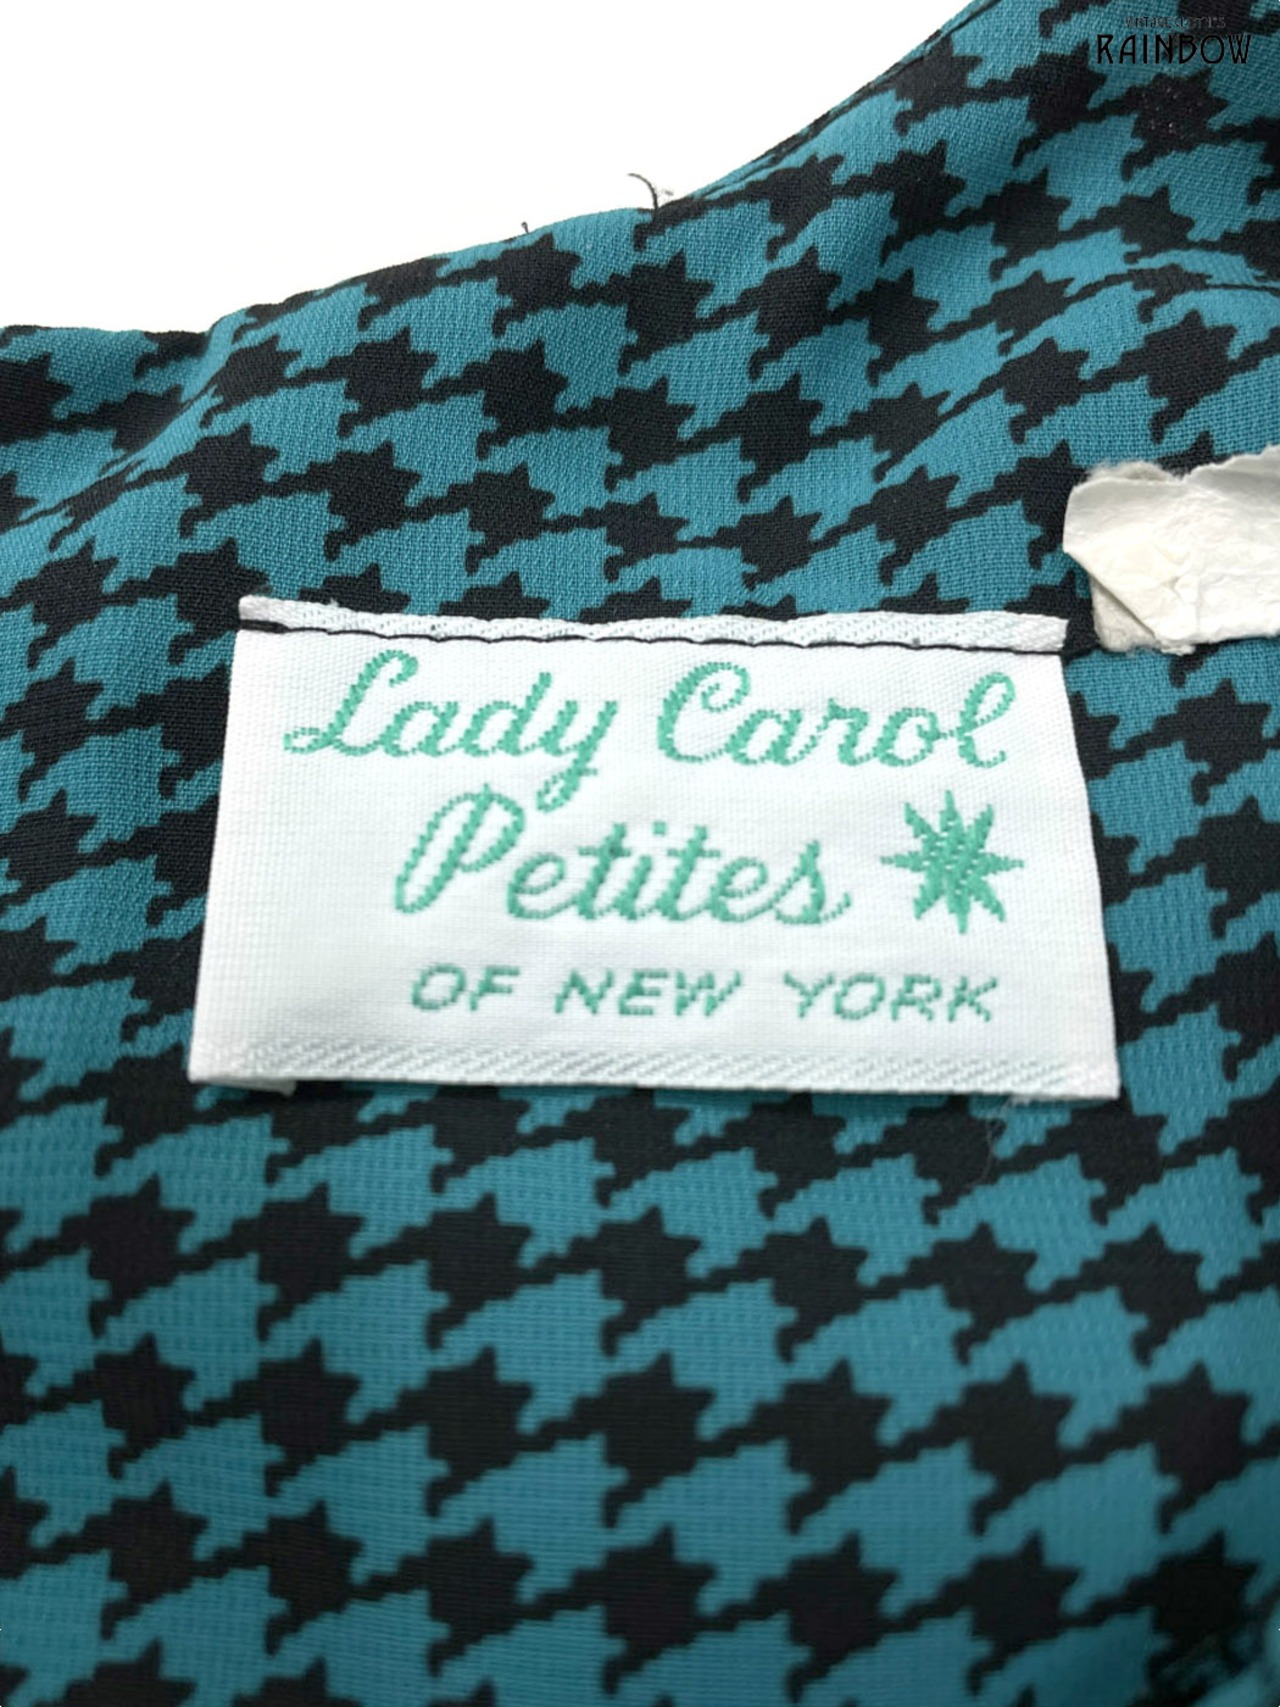 RAINBOW
Lady Carol
Petites
OF NEW YORK